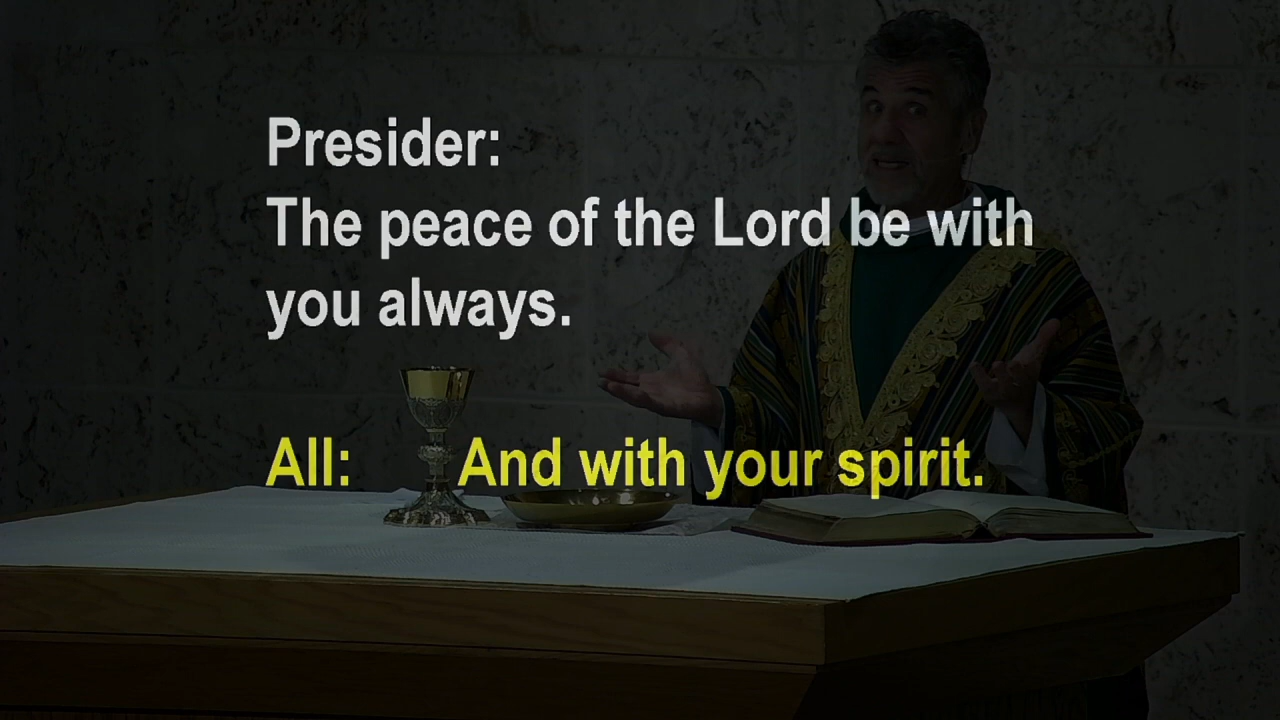 Presider:
The peace of the Lord be with
you always.
All: And with your spirit.